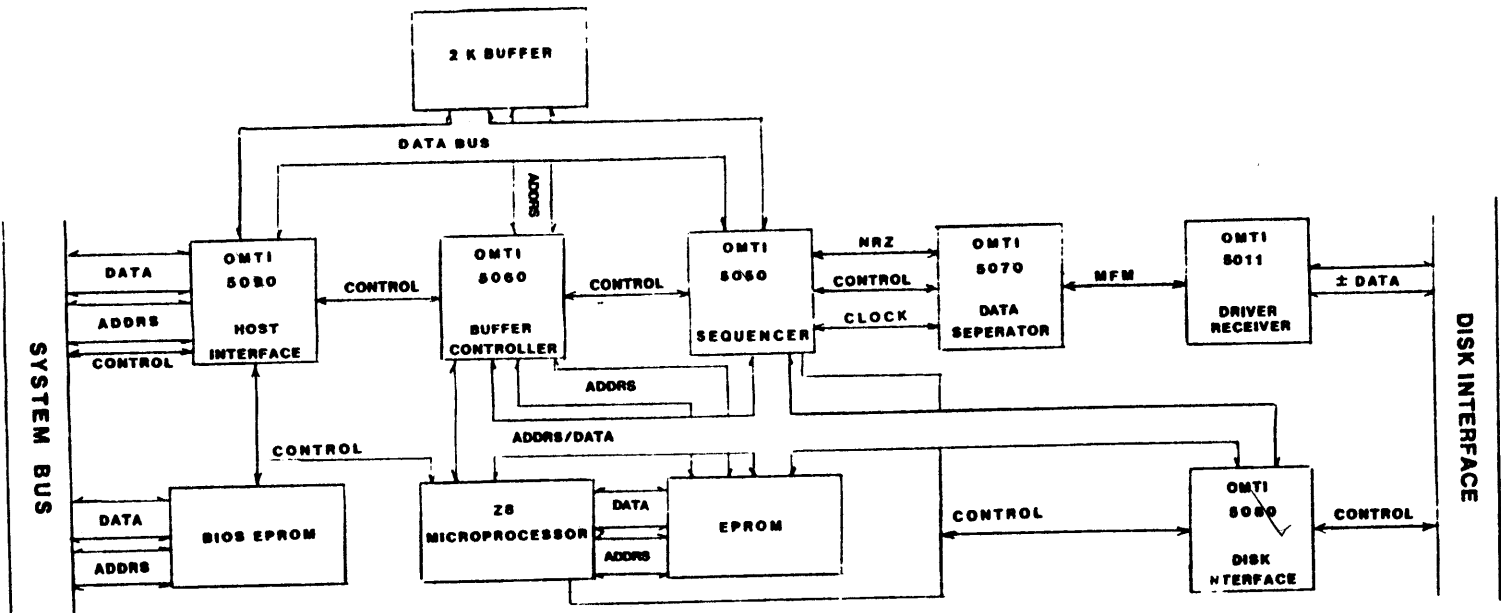 2 K BUFFER
DATA BUS
ADDRS
SYSTEM BUS
DATA
ADDRS
CONTROL
OMTI
HOST
INTERFACE
CONTROL
OMTI
5060
BUFFER
CONTROLLER
CONTROL
OMTI
5050
SEQUENCER
NRZ
CONTROL
CLOCK
OMTI
5070
DATA
SEPERATOR
MFM
OMTI
5011
DRIVER
RECEIVER
± DATA
DISK INTERFACE
ADDRS
ADDRS/DATA
CONTROL
DATA
ADDRS
BIOS EPROM
Z8
MICROPROCESSOR
DATA
ADDRS
EPROM
CONTROL
OMTI
5080
DISK
NTERFACE
CONTROL